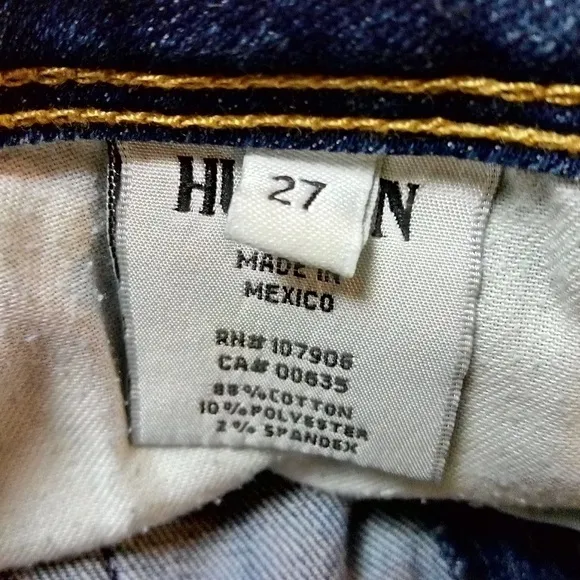 27
MADE IN
MEXICO
RN# 107906
CA# 00635
88%COTTON
10%POLYESTER
2% SPANDEX